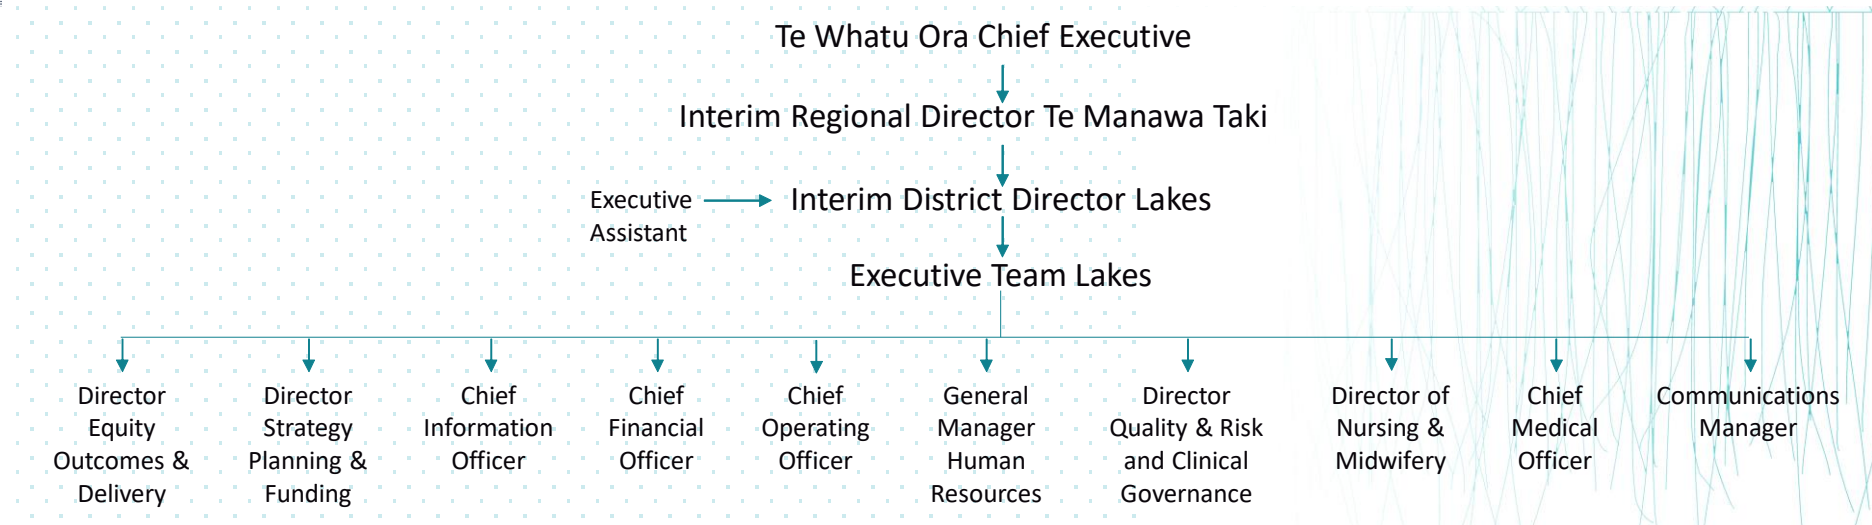 Te Whatu Ora Chief Executive
Interim Regional Director Te Manawa Taki
Executive
Assistant
Interim District Director Lakes
Executive Team Lakes
Director
Equity
Outcomes &
Delivery
Director
Strategy
Planning &
Funding
Chief
Information
Officer
Chief
Financial
Officer
Chief
Operating
Officer
General
Manager
Human
Resources
Director
Quality & Risk
and Clinical
Governance
Director of
Nursing &
Midwifery
Chief
Medical
Officer
Communications
Manager